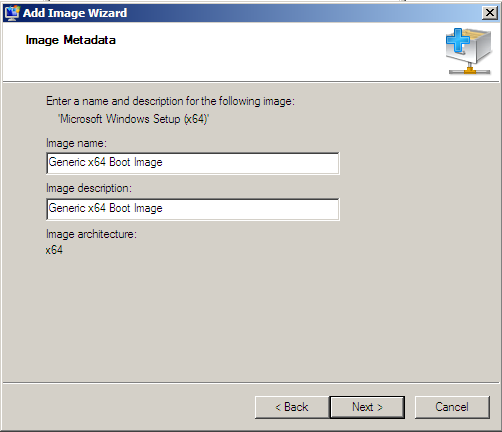 Add Image Wizard
Image Metadata
Enter a name and description for the following image:
'Microsoft Windows Setup (x64)'
Image name:
Generic x64 Boot Image
Image description:
Generic x64 Boot Image
Image architecture:
x64
< Back Next > Cancel